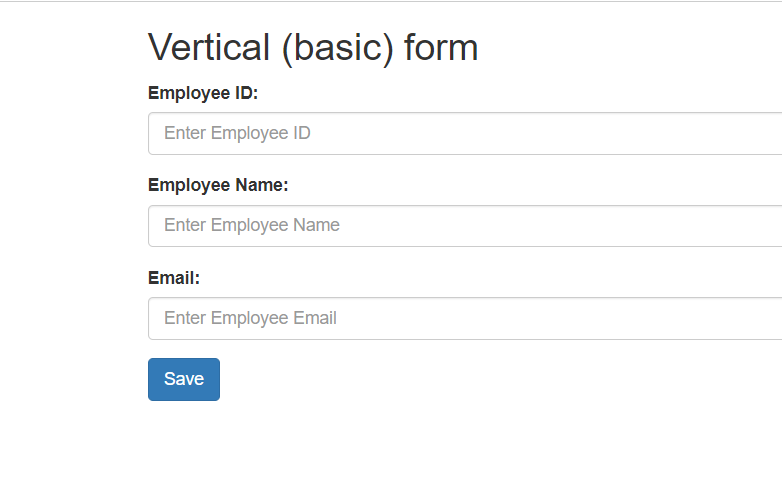 Vertical (basic) form
Employee ID:
Enter Employee ID
Employee Name:
Enter Employee Name
Email:
Enter Employee Email
Save